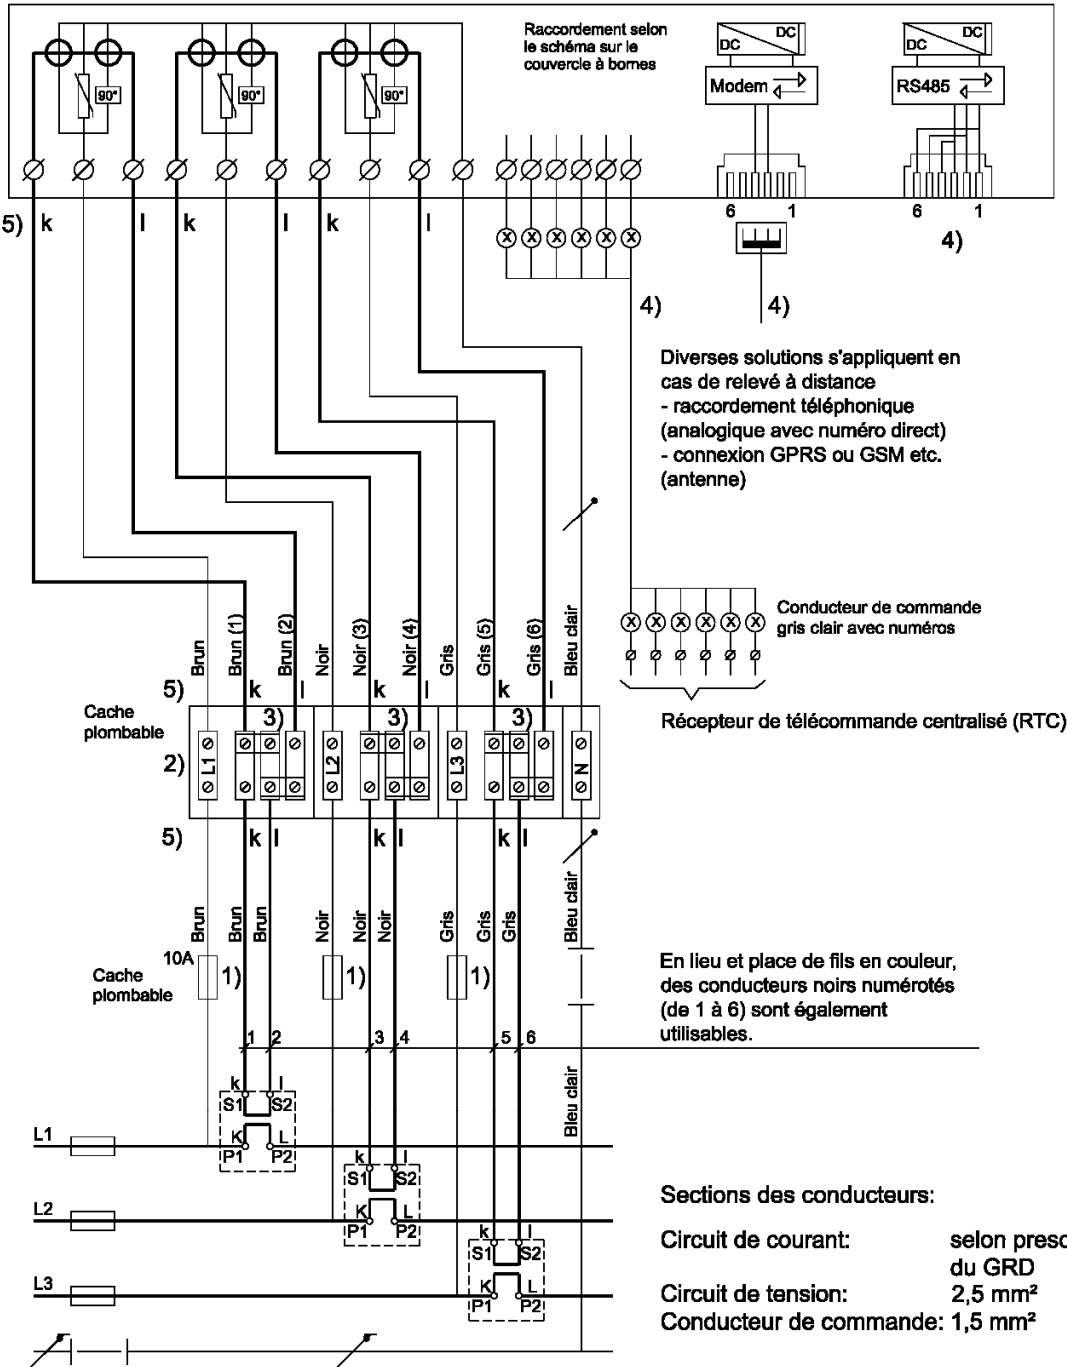 Raccordement selon
le schéma sur le
couvercle à bornes
DC DC
DC DC
Modem
RS485
90° 90° 90°
6 1
6 1
5) k l k l k l
4)
4) 4)
Diverses solutions s'appliquent en
cas de relevé à distance
- raccordement téléphonique
(analogique avec numéro direct)
- connexion GPRS ou GSM etc.
(antenne)
X X X X X X
Conducteur de commande
gris clair avec numéros
X X X X X X
Récepteur de télécommande centralisé (RTC)
Brun Brun (1) Brun (2) Noir Noir (3) Noir (4) Gris Gris (5) Gris (6) Bleu clair
5) k l k l k l
Cache
plombable
3) 3) 3)
2) L1 L2 L3 N
5) k l k l k l
Brun Brun Brun Noir Noir Noir Gris Gris Gris Bleu clair
10A
Cache
plombable
1) 1) 1)
En lieu et place de fils en couleur,
des conducteurs noirs numérotés
(de 1 à 6) sont également
utilisables.
1 2 3 4 5 6
Bleu clair
k l
S1 S2
L1 K L
P1 P2
k l
S1 S2
L2 K L
P1 P2
k l
S1 S2
L3 K L
P1 P2
Sections des conducteurs:
Circuit de courant: selon presc
du GRD
Circuit de tension: 2,5 mm²
Conducteur de commande: 1,5 mm²